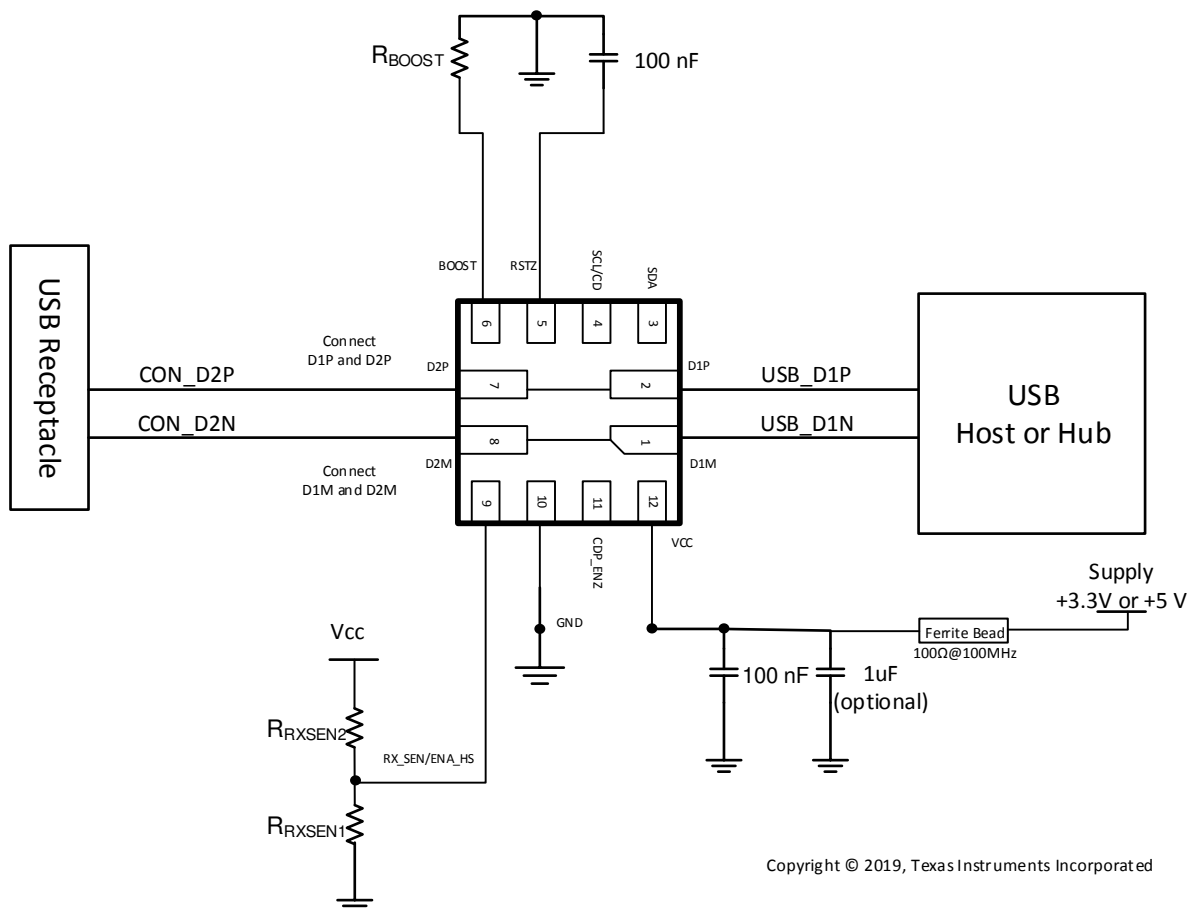 R_BOOST
100 nF
BOOST
RSTZ
SCL/CD
SDA
6
5
4
3
USB Receptacle
Connect
D1P and D2P
CON_D2P
D2P
7
2
D1P
USB_D1P
CON_D2N
8
1
USB_D1N
USB
Host or Hub
Connect
D1M and D2M
D2M
D1M
9
10
11
12
CDP_ENZ
VCC
GND
Supply
+3.3V or +5 V
Ferrite Bead
100Ω@100MHz
100 nF
1uF
(optional)
Vcc
R_RXSEN2
RX_SEN/ENA_HS
R_RXSEN1
Copyright © 2019, Texas Instruments Incorporated